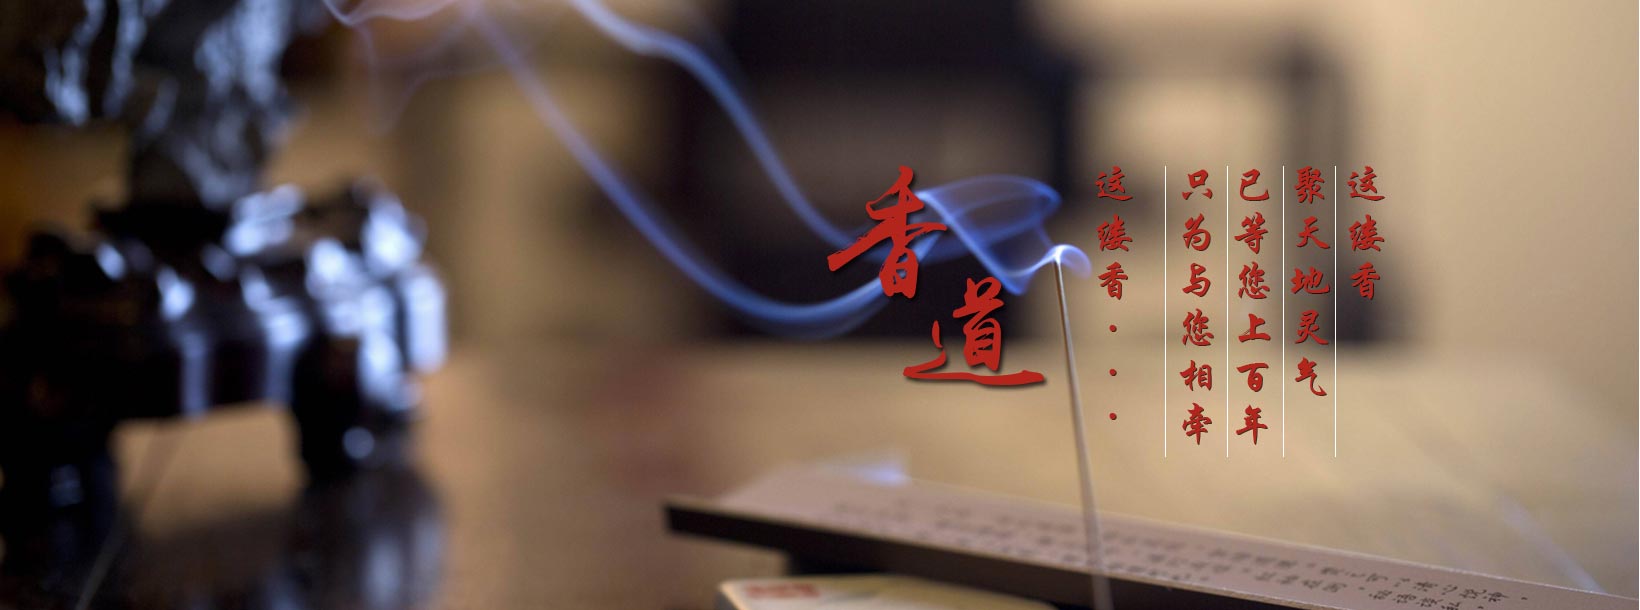 香道
这缕香
聚天地灵气
已等您上百年
只为与您相牵
这缕香···